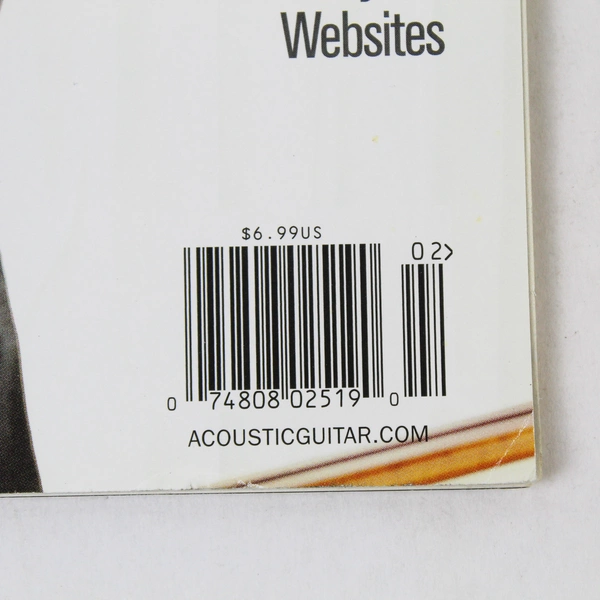 Websites
$6.99US
02>
0 74808 02519 0
ACOUSTICGUITAR.COM